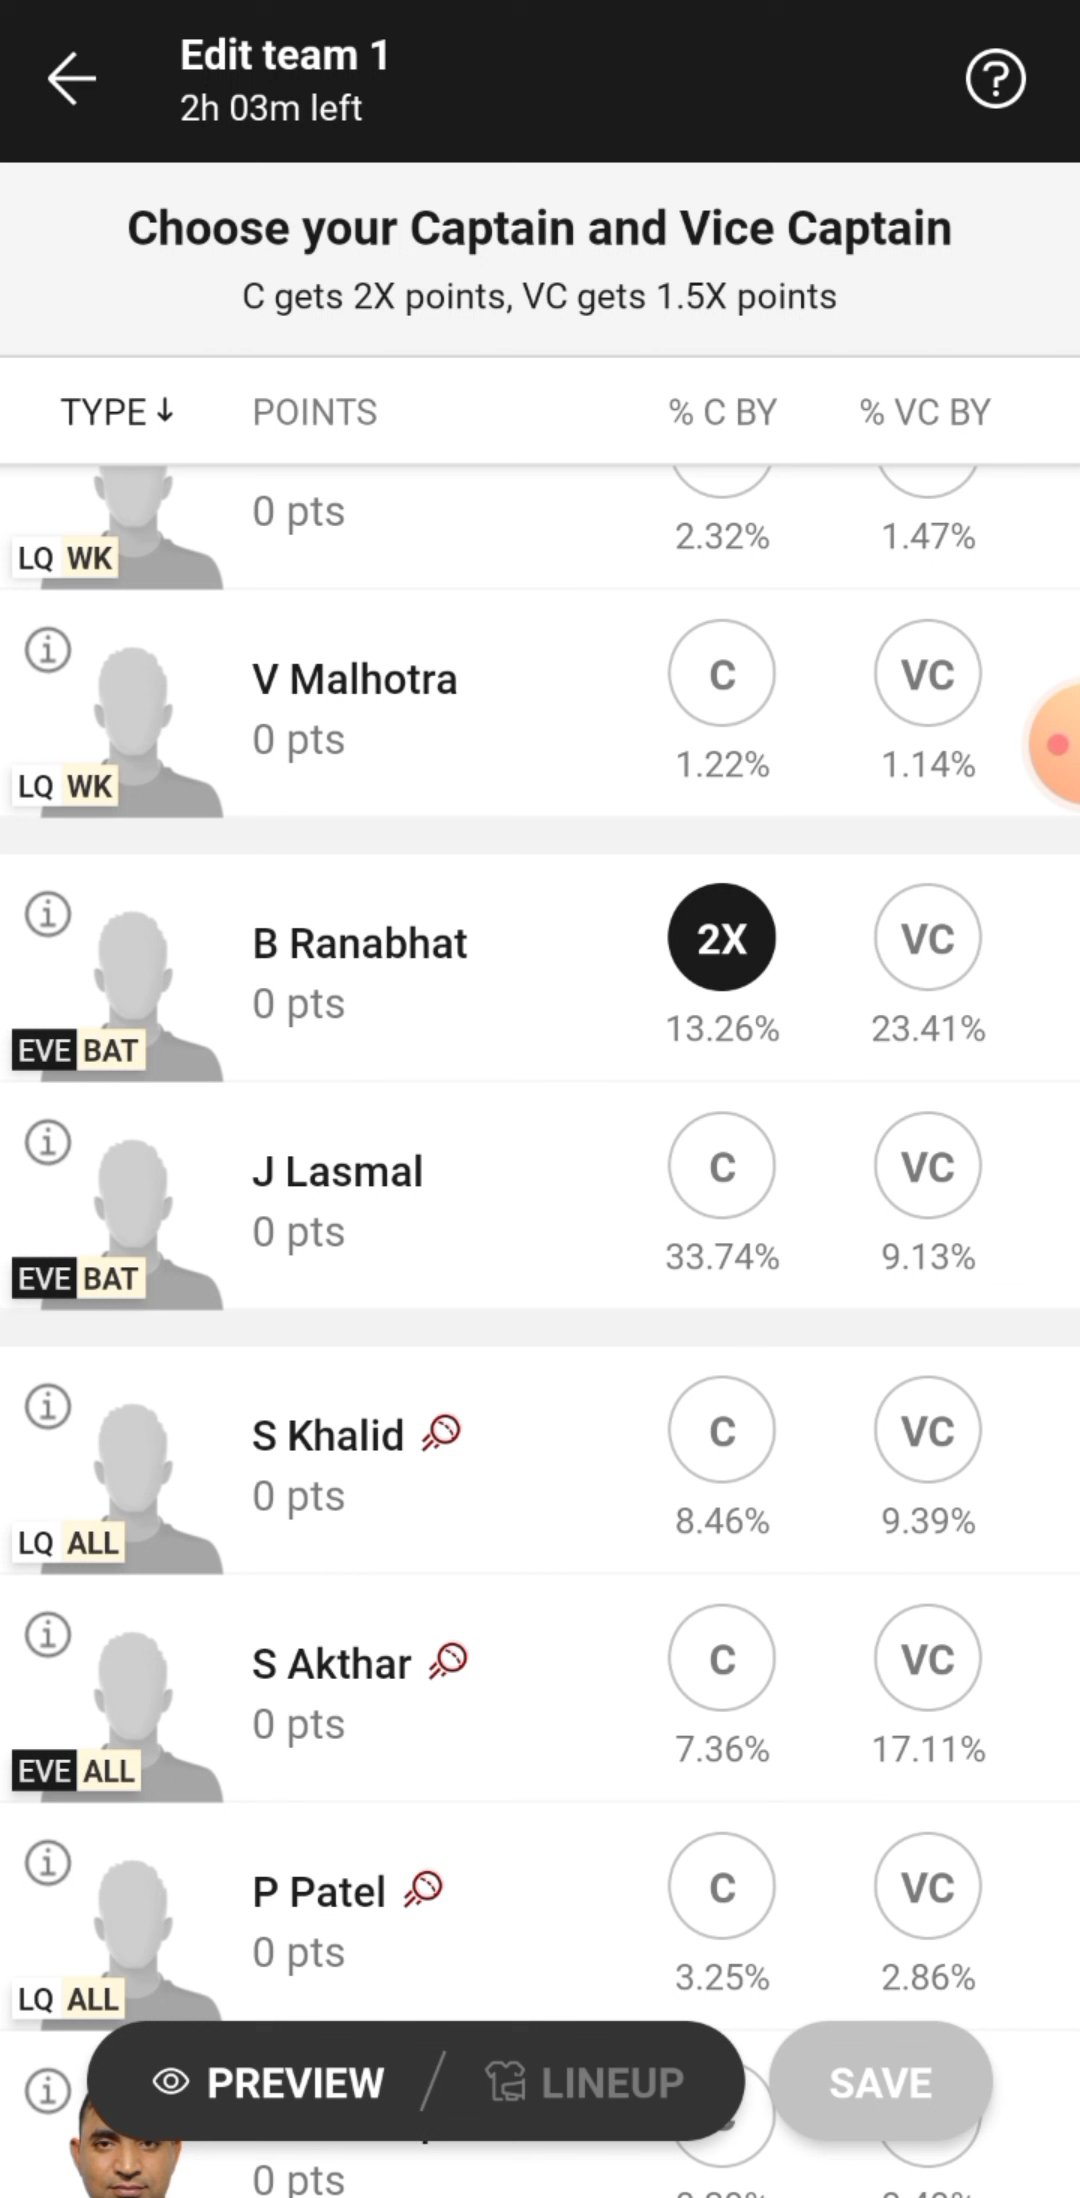 Edit team 1
2h 03m left
Choose your Captain and Vice Captain
C gets 2X points, VC gets 1.5X points
TYPE ↓ POINTS % C BY % VC BY
0 pts 2.32% 1.47%
LQ WK
V Malhotra C VC
0 pts 1.22% 1.14%
LQ WK
B Ranabhat 2X VC
0 pts 13.26% 23.41%
EVE BAT
J Lasmal C VC
0 pts 33.74% 9.13%
EVE BAT
S Khalid C VC
0 pts 8.46% 9.39%
LQ ALL
S Akthar C VC
0 pts 7.36% 17.11%
EVE ALL
P Patel C VC
0 pts 3.25% 2.86%
LQ ALL
PREVIEW / LINEUP SAVE
0 pts